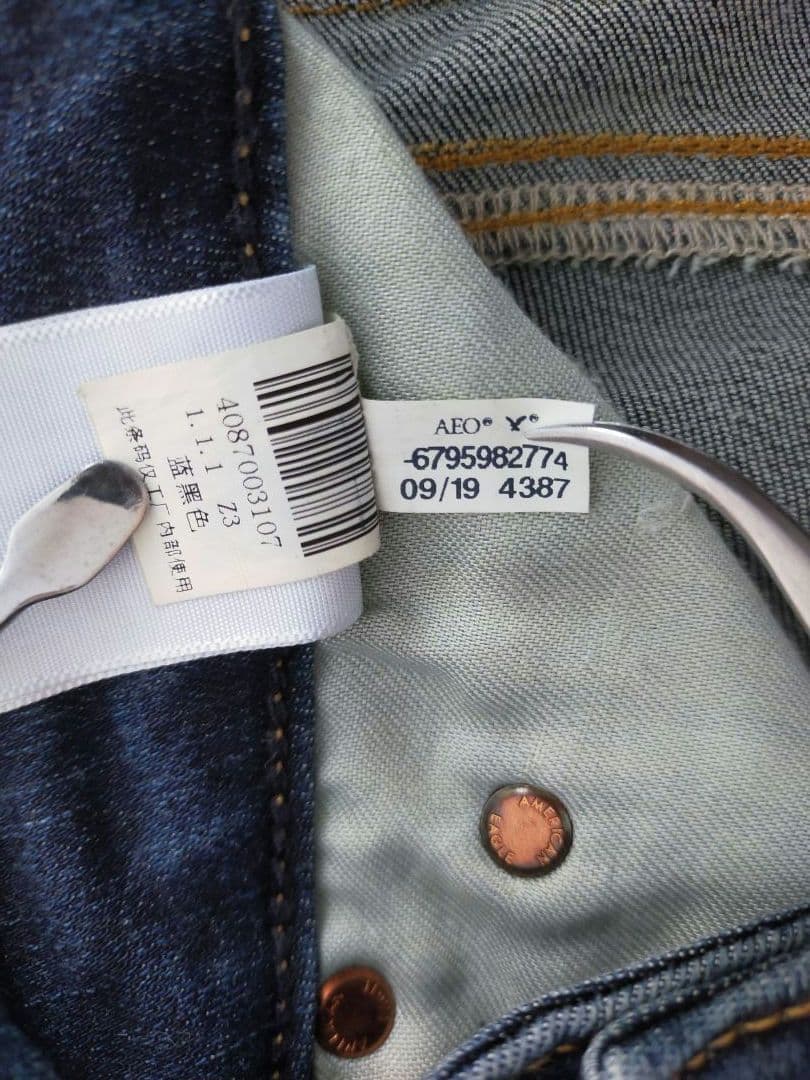 4087003107
1.1.1 Z3
蓝黑色
此条码仅工厂内部使用
AEO®
-6795982774
09/19 4387
AMERICAN
EAGLE